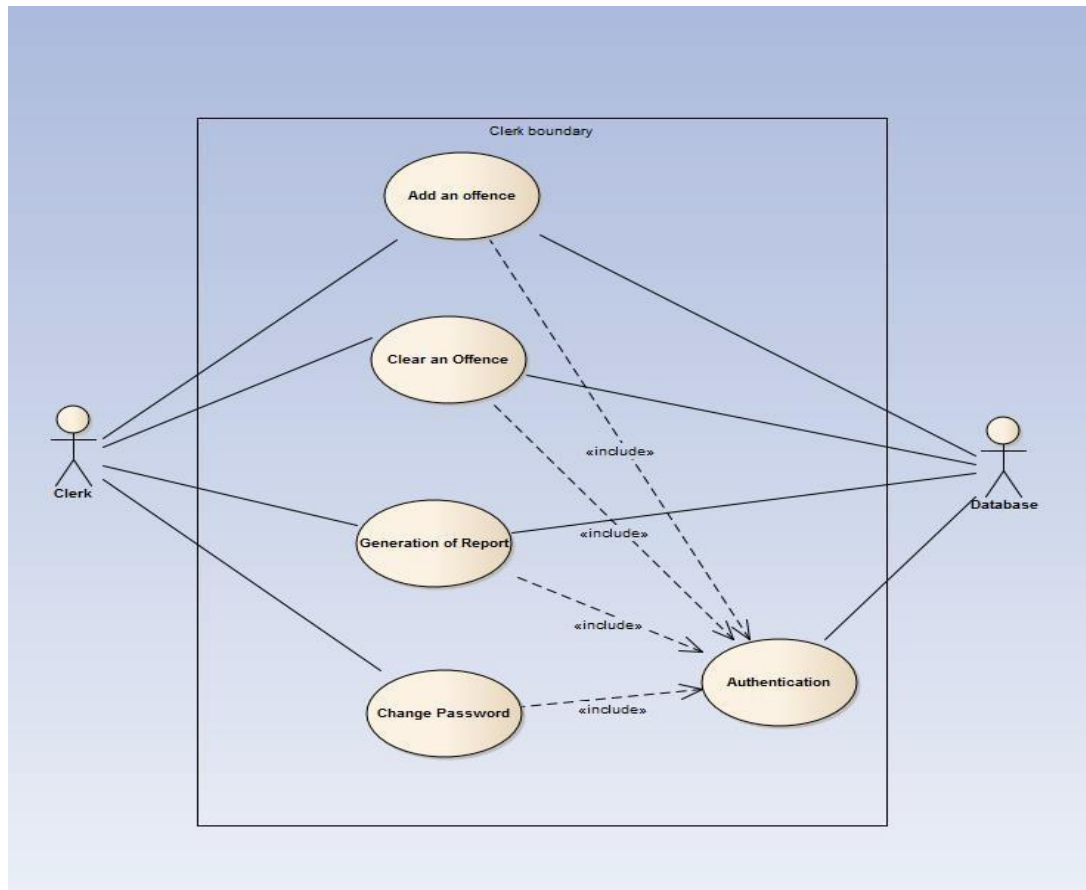 Clerk boundary
Add an offence
Clear an Offence
«include»
Clerk
Database
Generation of Report
«include»
«include»
Authentication
Change Password
«include»